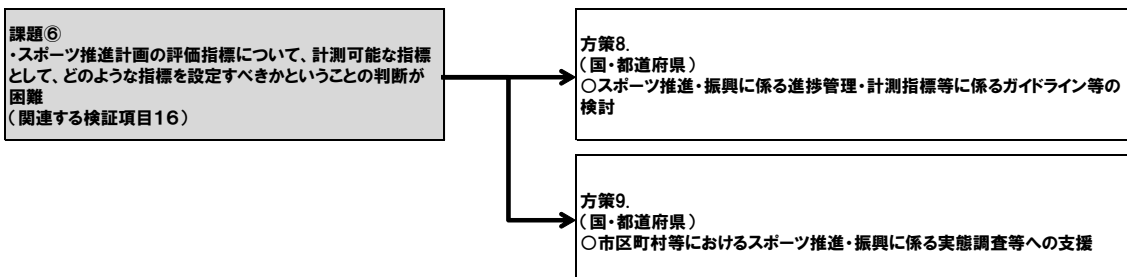 課題⑥
・スポーツ推進計画の評価指標について、計測可能な指標
として、どのような指標を設定すべきかということの判断が
困難
(関連する検証項目16)
方策8.
(国・都道府県)
○スポーツ推進・振興に係る進捗管理・計測指標等に係るガイドライン等の
検討
方策9.
(国・都道府県)
○市区町村等におけるスポーツ推進・振興に係る実態調査等への支援